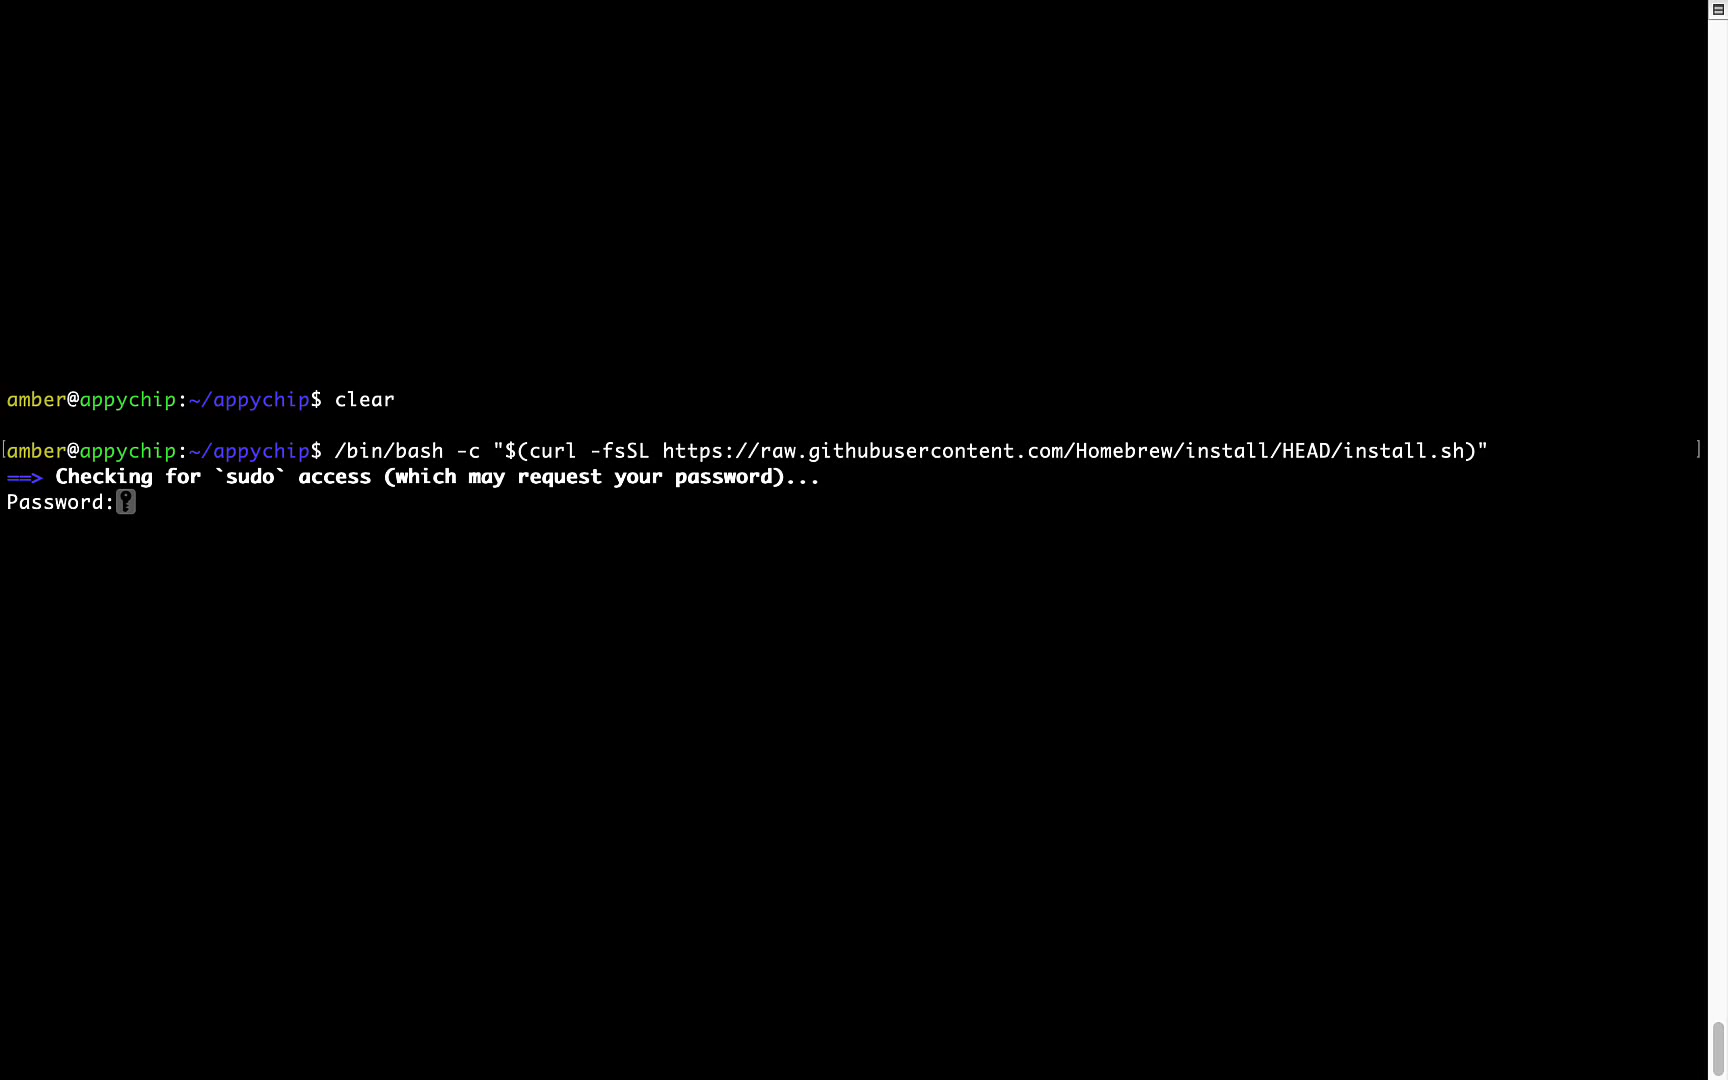 amber@appychip:~/appychip$ clear
[amber@appychip:~/appychip$ /bin/bash -c "$(curl -fsSL https://raw.githubusercontent.com/Homebrew/install/HEAD/install.sh)" ]
==> Checking for `sudo` access (which may request your password)...
Password: